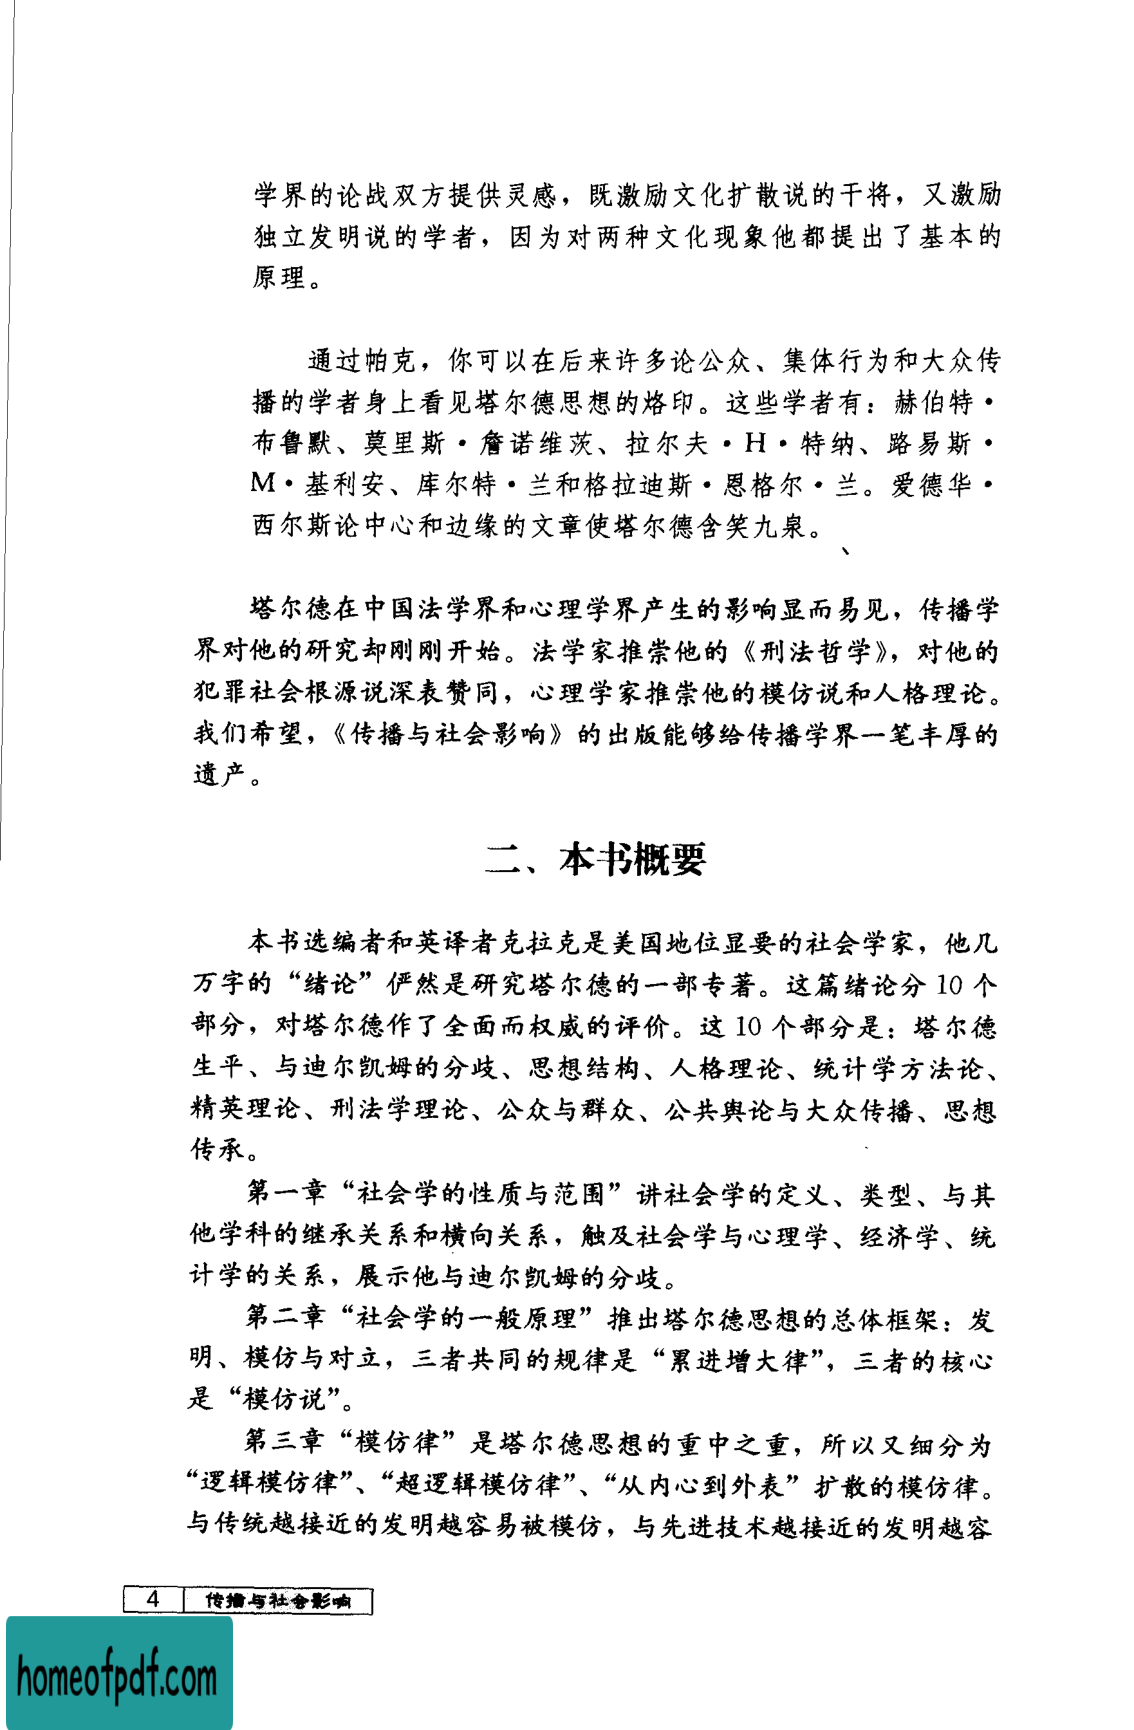 学界的论战双方提供灵感，既激励文化扩散说的干将，又激励
独立发明说的学者，因为对两种文化现象他都提出了基本的
原理。
通过帕克，你可以在后来许多论公众、集体行为和大众传
播的学者身上看见塔尔德思想的烙印。这些学者有：赫伯特·
布鲁默、莫里斯·詹诺维茨、拉尔夫·H·特纳、路易斯·
M·基利安、库尔特·兰和格拉迪斯·恩格尔·兰。爱德华·
西尔斯论中心和边缘的文章使塔尔德含笑九泉。
塔尔德在中国法学界和心理学界产生的影响显而易见，传播学
界对他的研究却刚刚开始。法学家推崇他的《刑法哲学》，对他的
犯罪社会根源说深表赞同，心理学家推崇他的模仿说和人格理论。
我们希望，《传播与社会影响》的出版能够给传播学界一笔丰厚的
遗产。
二、本书概要
本书选编者和英译者克拉克是美国地位显要的社会学家，他几
万字的“绪论”俨然是研究塔尔德的一部专著。这篇绪论分 10 个
部分，对塔尔德作了全面而权威的评价。这 10 个部分是：塔尔德
生平、与迪尔凯姆的分歧、思想结构、人格理论、统计学方法论、
精英理论、刑法学理论、公众与群众、公共舆论与大众传播、思想
传承。
第一章“社会学的性质与范围”讲社会学的定义、类型、与其
他学科的继承关系和横向关系，触及社会学与心理学、经济学、统
计学的关系，展示他与迪尔凯姆的分歧。
第二章“社会学的一般原理”推出塔尔德思想的总体框架：发
明、模仿与对立，三者共同的规律是“累进增大律”，三者的核心
是“模仿说”。
第三章“模仿律”是塔尔德思想的重中之重，所以又细分为
“逻辑模仿律”、“超逻辑模仿律”、“从内心到外表”扩散的模仿律。
与传统越接近的发明越容易被模仿，与先进技术越接近的发明越容
4 传播与社会影响
homeofpdf.com